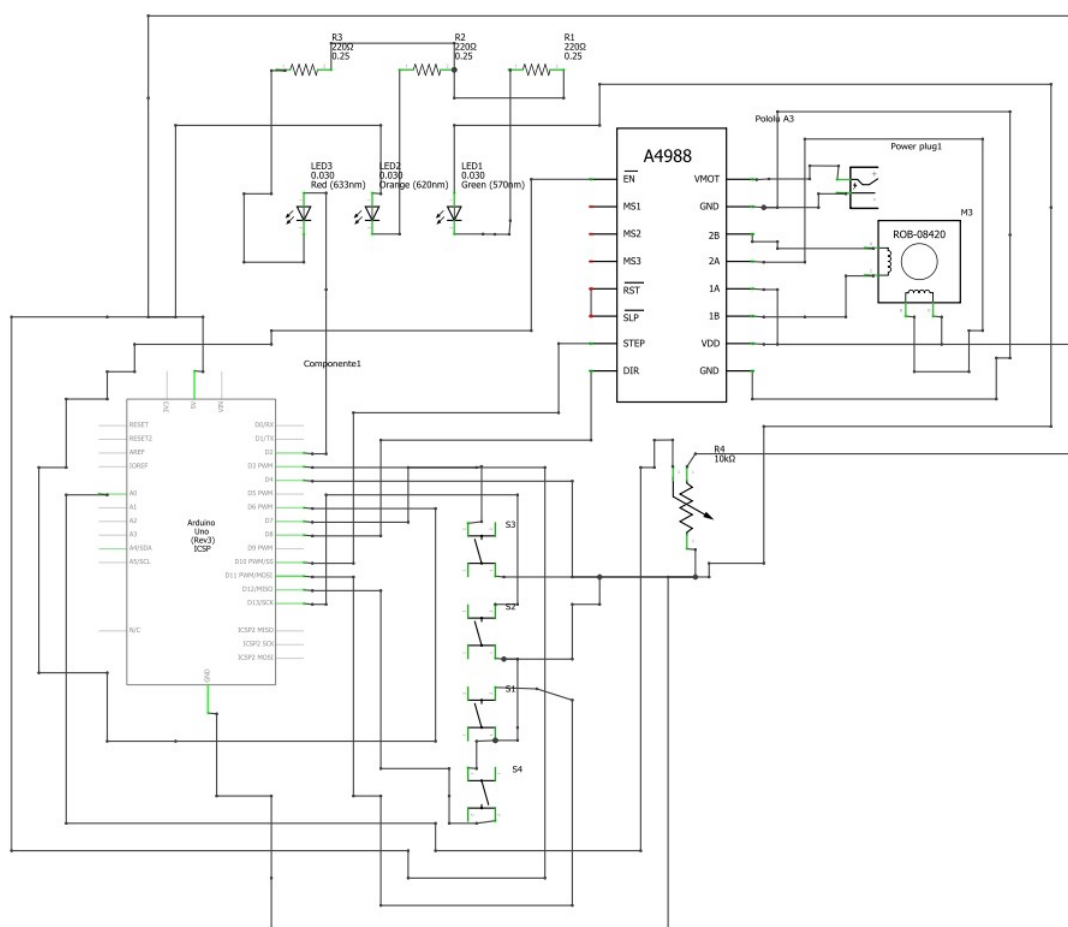 R3
220Ω
0.25
R2
220Ω
0.25
R1
220Ω
0.25
LED3
0.030
Red (633nm)
LED2
0.030
Orange (620nm)
LED1
0.030
Green (570nm)
Pololu A3
A4988
EN
MS1
MS2
MS3
RST
SLP
STEP
DIR
VMOT
GND
2B
2A
1A
1B
VDD
GND
Power plug1
M3
ROB-08420
Componente1
3V3
5V
VIN
RESET
RESET2
AREF
IOREF
A0
A1
A2
A3
A4/SDA
A5/SCL
N/C
Arduino
Uno
(Rev3)
ICSP
D0/RX
D1/TX
D2
D3 PWM
D4
D5 PWM
D6 PWM
D7
D8
D9 PWM
D10 PWM/SS
D11 PWM/MOSI
D12/MISO
D13/SCK
ICSP2 MISO
ICSP2 SCK
ICSP2 MOSI
GND
R4
10kΩ
S3
S2
S1
S4